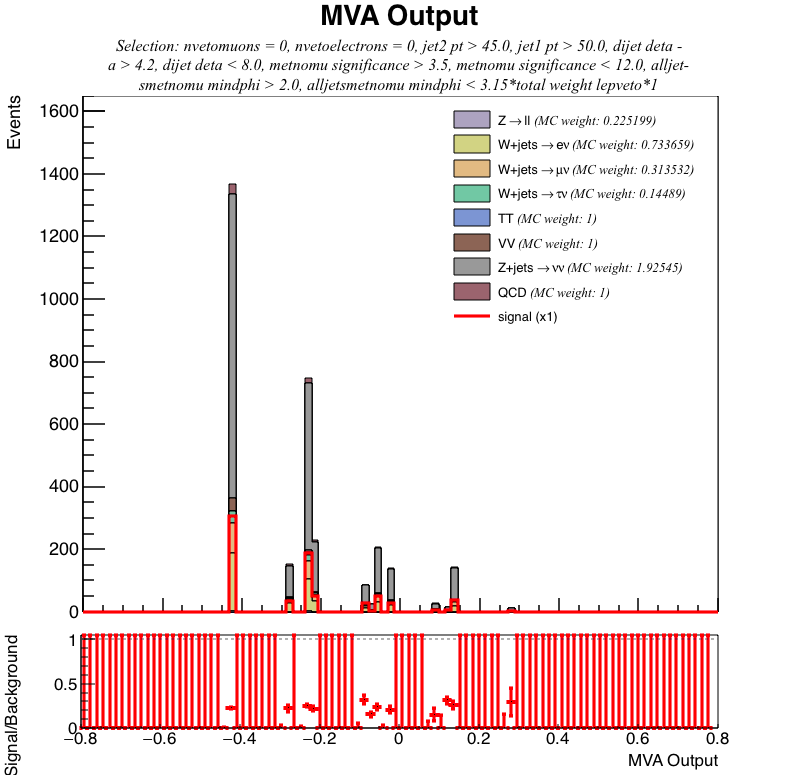 MVA Output
Selection: nvetomuons = 0, nvetoelectrons = 0, jet2 pt > 45.0, jet1 pt > 50.0, dijet deta -
a > 4.2, dijet deta < 8.0, metnomu significance > 3.5, metnomu significance < 12.0, alljet-
smetnomu mindphi > 2.0, alljetsmetnomu mindphi < 3.15*total weight lepveto*1
Events
1600
1400
1200
1000
800
600
400
200
0
Z→ll (MC weight: 0.225199)
W+jets→eν (MC weight: 0.733659)
W+jets→μν (MC weight: 0.313532)
W+jets→τν (MC weight: 0.14489)
TT (MC weight: 1)
VV (MC weight: 1)
Z+jets→νν (MC weight: 1.92545)
QCD (MC weight: 1)
signal (x1)
Signal/Background
1
0.5
0
−0.8 −0.6 −0.4 −0.2 0 0.2 0.4 0.6 0.8
MVA Output